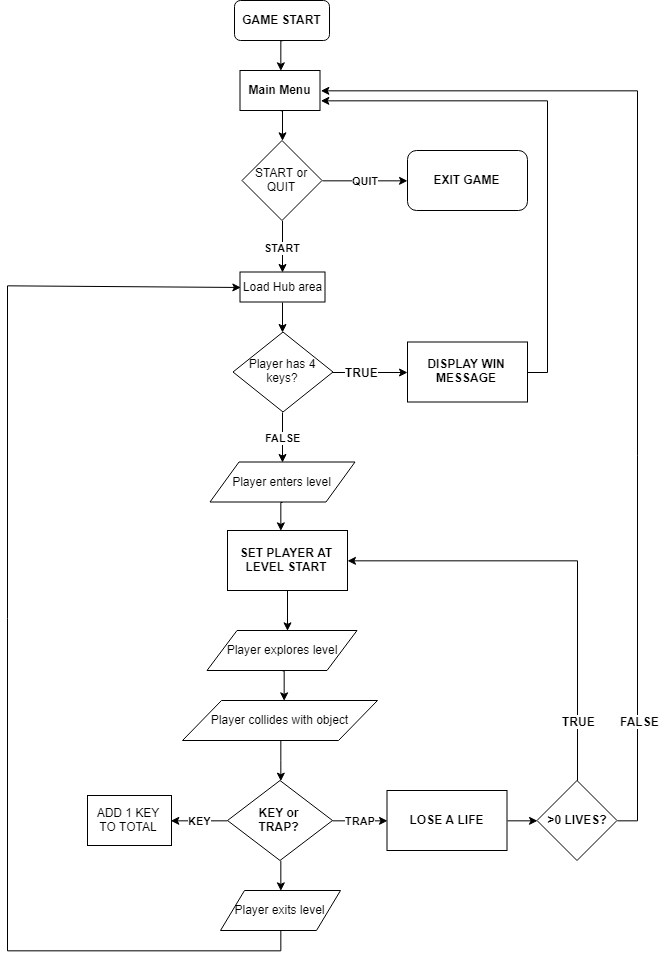 GAME START
Main Menu
START or
QUIT
QUIT
EXIT GAME
START
Load Hub area
Player has 4
keys?
TRUE
DISPLAY WIN
MESSAGE
FALSE
Player enters level
SET PLAYER AT
LEVEL START
Player explores level
Player collides with object
TRUE
FALSE
ADD 1 KEY
TO TOTAL
KEY
KEY or
TRAP?
TRAP
LOSE A LIFE
>0 LIVES?
Player exits level